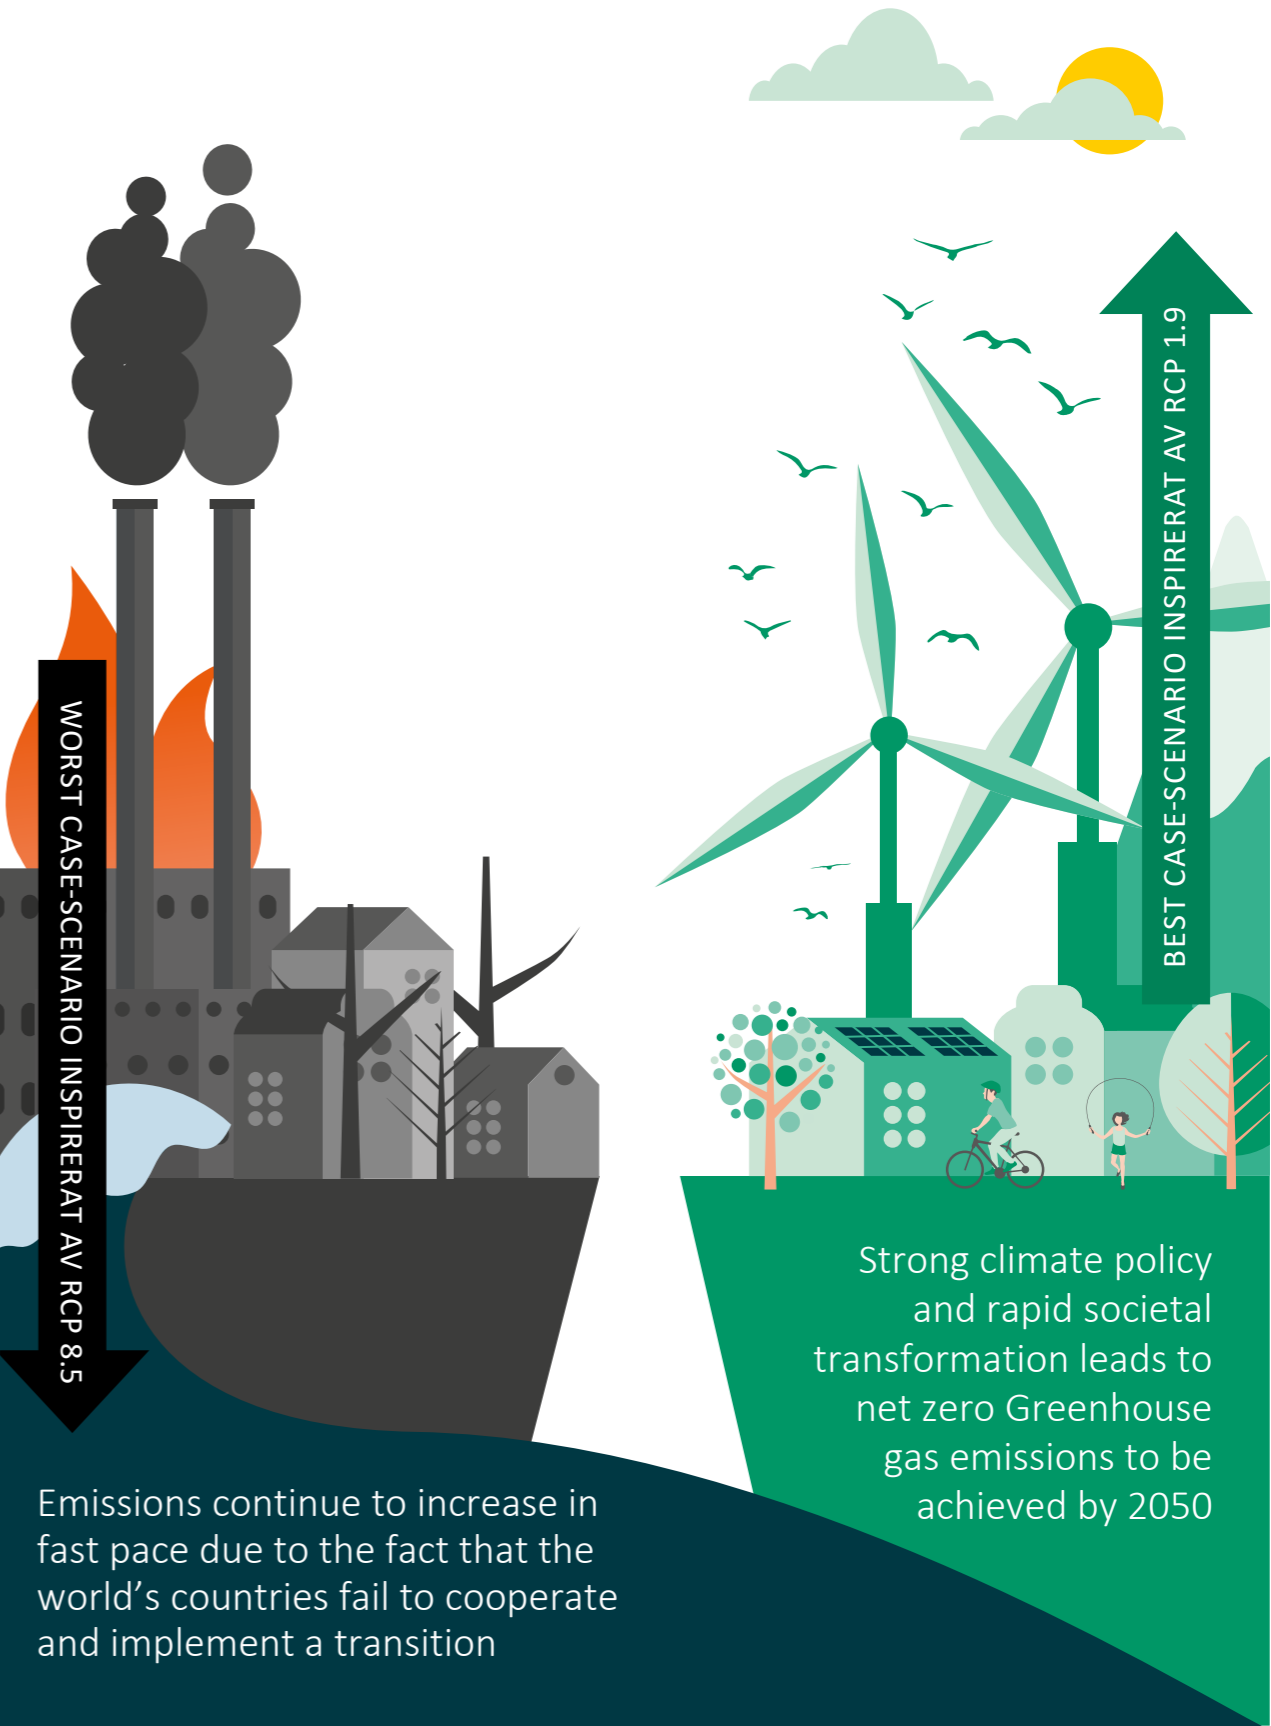 WORST CASE-SCENARIO INSPIRERAT AV RCP 8.5
Emissions continue to increase in
fast pace due to the fact that the
world’s countries fail to cooperate
and implement a transition
BEST CASE-SCENARIO INSPIRERAT AV RCP 1.9
Strong climate policy
and rapid societal
transformation leads to
net zero Greenhouse
gas emissions to be
achieved by 2050